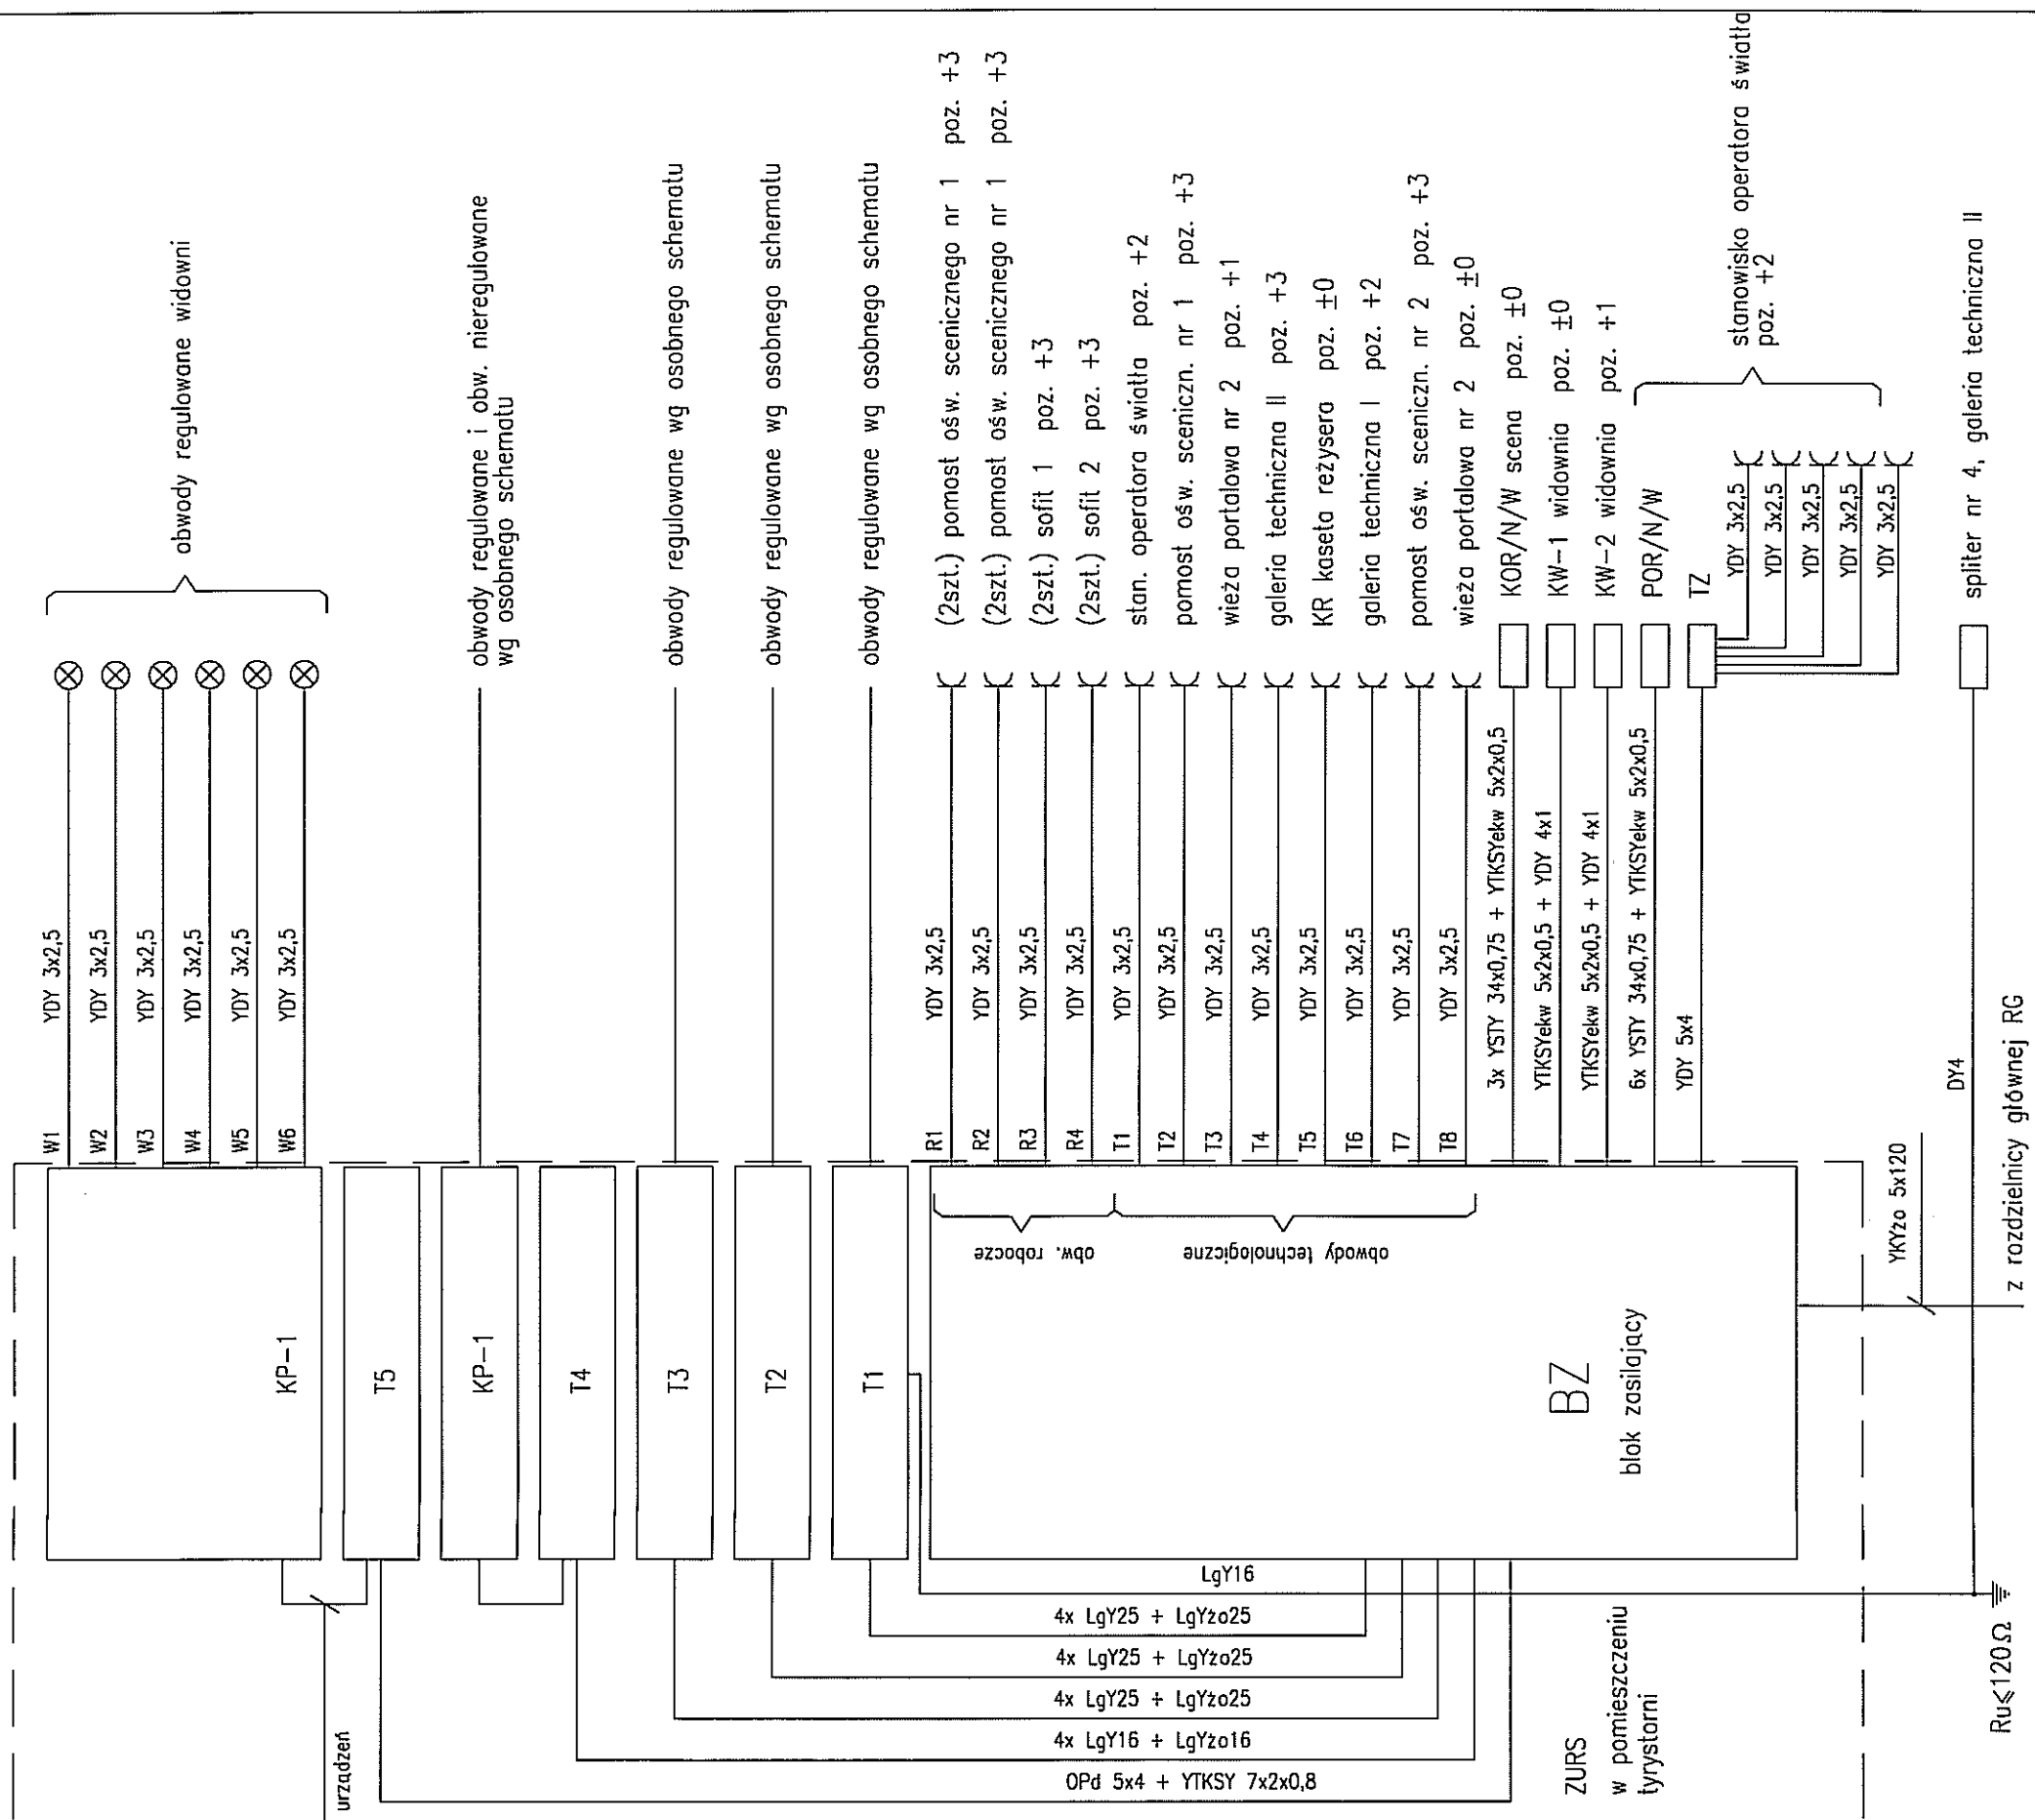 W1 YDY 3x2,5
W2 YDY 3x2,5
W3 YDY 3x2,5
W4 YDY 3x2,5
W5 YDY 3x2,5
W6 YDY 3x2,5
obwody regulowane widowni
KP-1
T5
KP-1
obwody regulowane i obw. nieregulowane
wg osobnego schematu
T4
T3
obwody regulowane wg osobnego schematu
T2
obwody regulowane wg osobnego schematu
T1
obwody regulowane wg osobnego schematu
R1 YDY 3x2,5 (2szt.) pomost ośw. scenicznego nr 1 poz. +3
R2 YDY 3x2,5 (2szt.) pomost ośw. scenicznego nr 1 poz. +3
R3 YDY 3x2,5 (2szt.) sofit 1 poz. +3
R4 YDY 3x2,5 (2szt.) sofit 2 poz. +3
T1 YDY 3x2,5 stan. operatora światła poz. +2
T2 YDY 3x2,5 pomost ośw. sceniczn. nr 1 poz. +3
T3 YDY 3x2,5 wieża portalowa nr 2 poz. +1
T4 YDY 3x2,5 galeria techniczna II poz. +3
T5 YDY 3x2,5 KR kaseta reżysera poz. ±0
T6 YDY 3x2,5 galeria techniczna I poz. +2
T7 YDY 3x2,5 pomost ośw. sceniczn. nr 2 poz. +3
T8 YDY 3x2,5 wieża portalowa nr 2 poz. ±0
3x YSTY 34x0,75 + YTKSYekw 5x2x0,5 KOR/N/W scena poz. ±0
YTKSYekw 5x2x0,5 + YDY 4x1 KW-1 widownia poz. ±0
YTKSYekw 5x2x0,5 + YDY 4x1 KW-2 widownia poz. +1
6x YSTY 34x0,75 + YTKSYekw 5x2x0,5 POR/N/W
YDY 5x4 TZ
YDY 3x2,5
YDY 3x2,5
YDY 3x2,5
YDY 3x2,5
YDY 3x2,5
stanowisko operatora światła
poz. +2
obw. robocze
obwody technologiczne
BZ
blok zasilający
YKYżo 5x120
z rozdzielnicy głównej RG
DY4
spliter nr 4, galeria techniczna II
LgY16
4x LgY25 + LgYżo25
4x LgY25 + LgYżo25
4x LgY25 + LgYżo25
4x LgY16 + LgYżo16
OPd 5x4 + YTKSY 7x2x0,8
urządzeń
ZURS
w pomieszczeniu
tyrystorni
Ru⩽120Ω